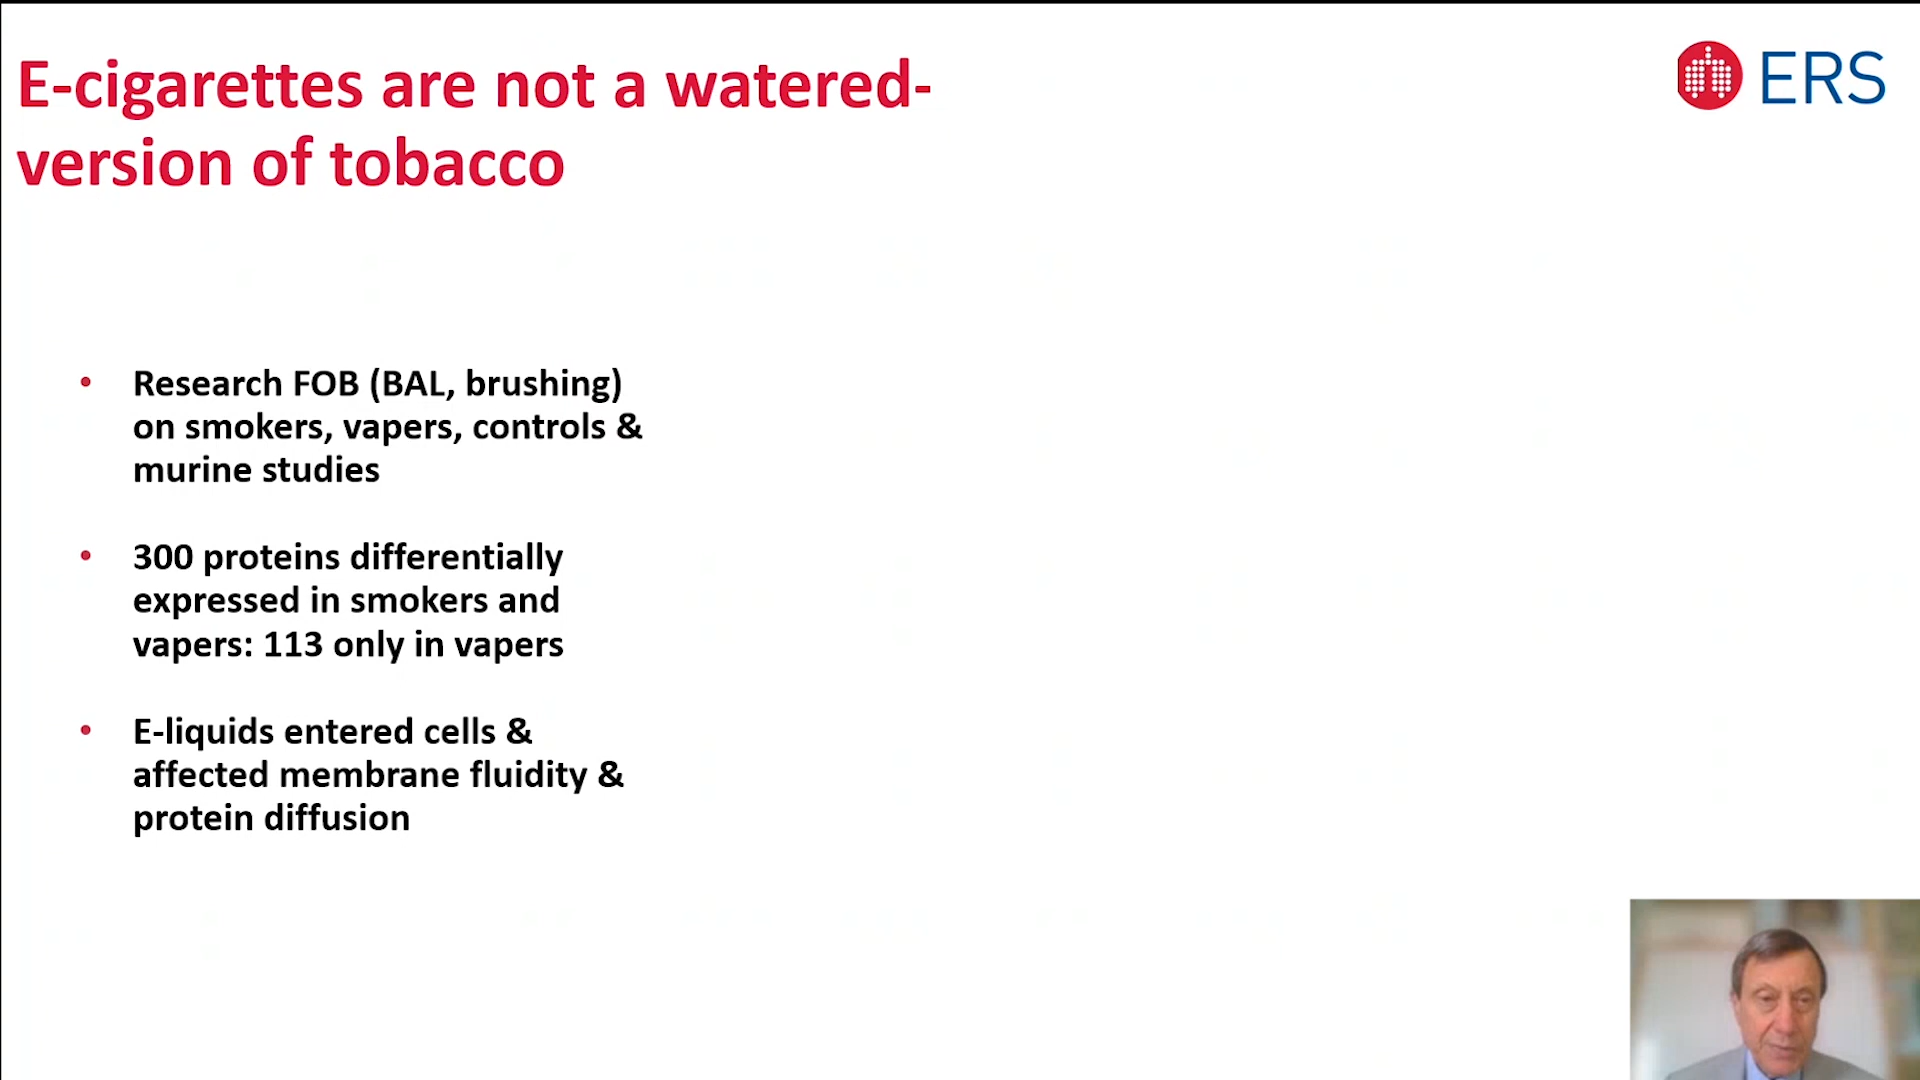 E-cigarettes are not a watered-
version of tobacco
ERS
• Research FOB (BAL, brushing)
on smokers, vapers, controls &
murine studies
• 300 proteins differentially
expressed in smokers and
vapers: 113 only in vapers
• E-liquids entered cells &
affected membrane fluidity &
protein diffusion